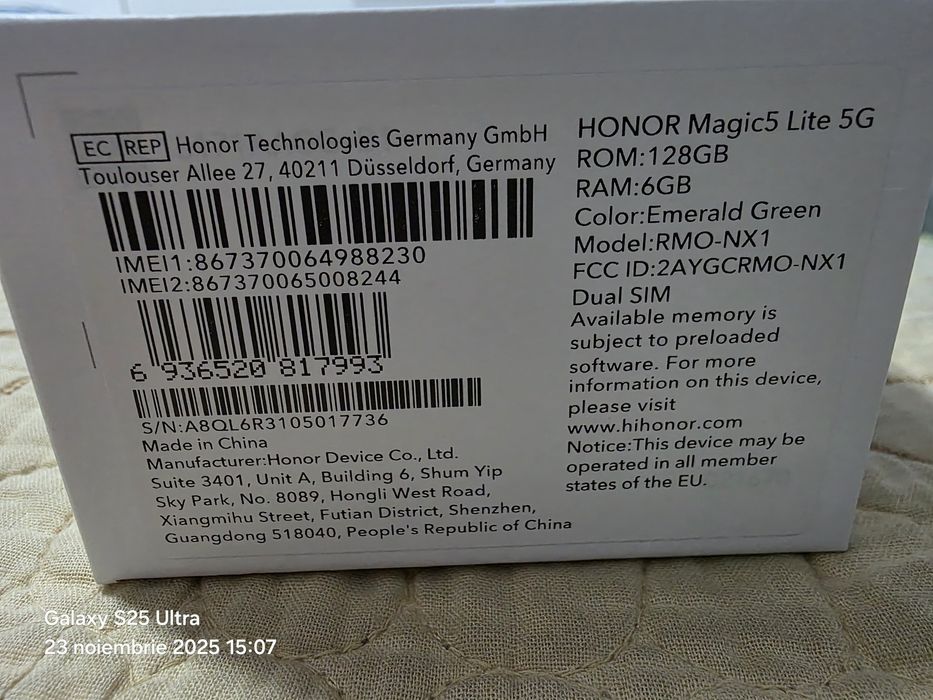 EC REP Honor Technologies Germany GmbH
Toulouser Allee 27, 40211 Düsseldorf, Germany
IMEI1:867370064988230
IMEI2:867370065008244
6 936520 817993
S/N:A8QL6R3105017736
Made in China
Manufacturer:Honor Device Co., Ltd.
Suite 3401, Unit A, Building 6, Shum Yip
Sky Park, No. 8089, Hongli West Road,
Xiangmihu Street, Futian District, Shenzhen,
Guangdong 518040, People's Republic of China
HONOR Magic5 Lite 5G
ROM:128GB
RAM:6GB
Color:Emerald Green
Model:RMO-NX1
FCC ID:2AYGCRMO-NX1
Dual SIM
Available memory is
subject to preloaded
software. For more
information on this device,
please visit
www.hihonor.com
Notice:This device may be
operated in all member
states of the EU.
Galaxy S25 Ultra
23 noiembrie 2025 15:07